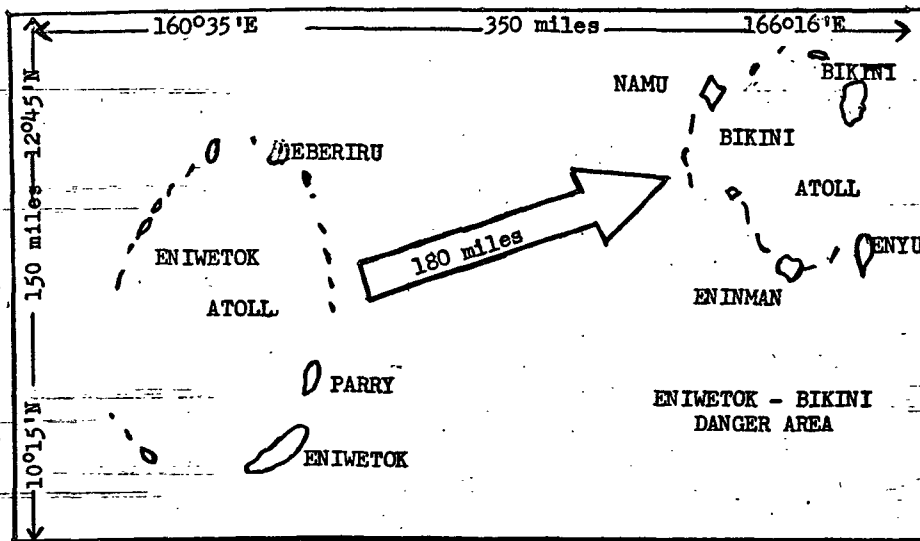 160°35'E 350 miles 166°16'E
12°45'N
150 miles
10°15'N
NAMU
BIKINI
BIKINI
ATOLL
EBERIRU
ENIWETOK
ATOLL
180 miles
ENYU
ENINMAN
PARRY
ENIWETOK
ENIWETOK - BIKINI
DANGER AREA